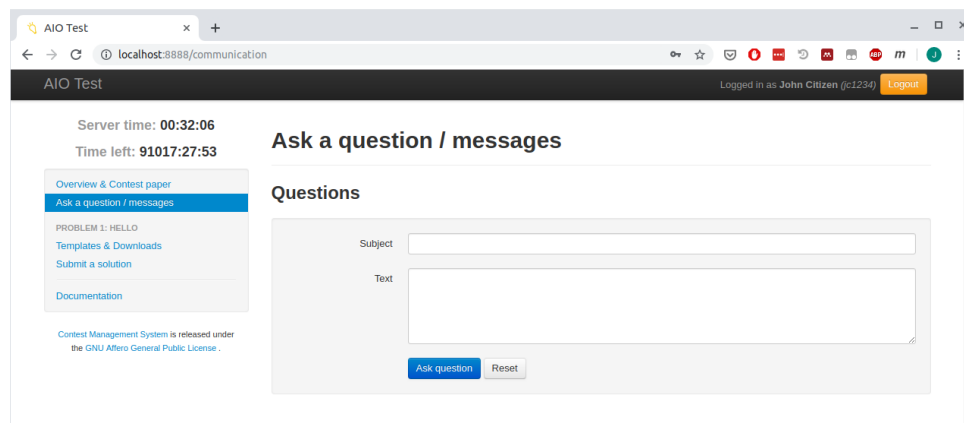 AIO Test
localhost:8888/communication
ABP
m
J
AIO Test
Logged in as John Citizen (jc1234) Logout
Server time: 00:32:06
Time left: 91017:27:53
Overview & Contest paper
Ask a question / messages
PROBLEM 1: HELLO
Templates & Downloads
Submit a solution
Documentation
Contest Management System is released under
the GNU Affero General Public License .
Ask a question / messages
Questions
Subject
Text
Ask question Reset